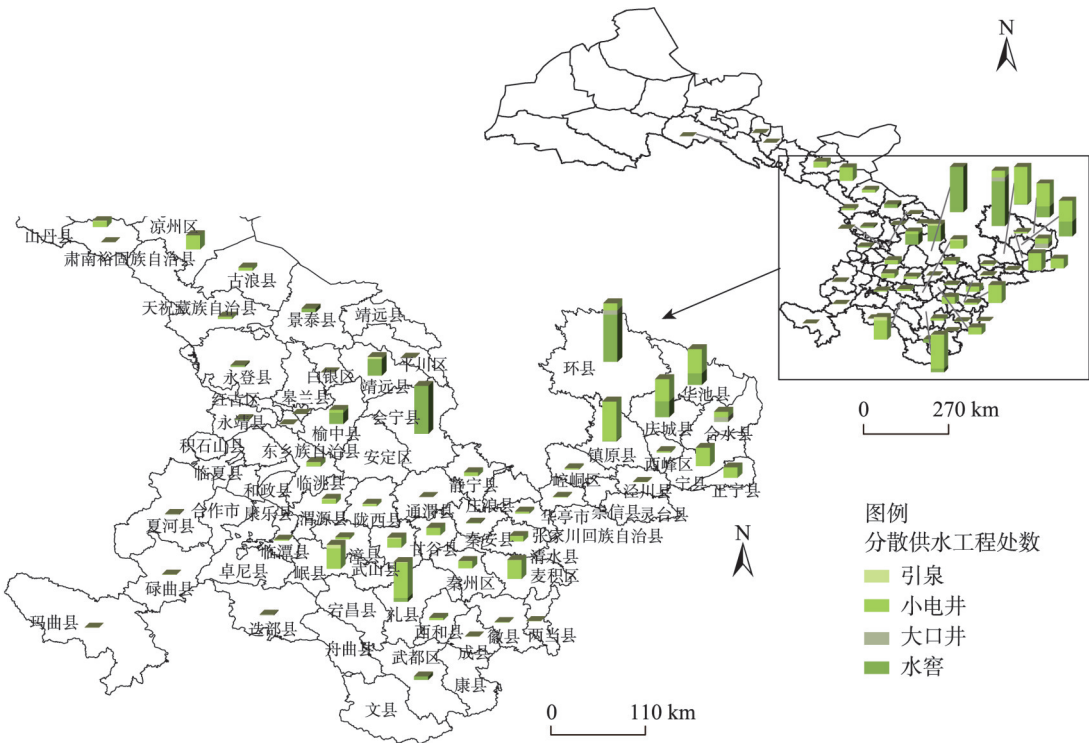 N
0 270 km
山丹县
凉州区
肃南裕固族自治县
古浪县
天祝藏族自治县
景泰县
靖远县
永登县
白银区
平川区
靖远县
红古区
皋兰县
永靖县
榆中县
会宁县
环县
华池县
庆城县
合水县
积石山县
东乡族自治县
安定区
镇原县
西峰区
宁县
正宁县
临夏县
和政县
临洮县
静宁县
崆峒区
泾川县
夏河县
合作市
康乐县
渭源县
陇西县
通渭县
庄浪县
华亭市
崇信县
灵台县
临潭县
漳县
甘谷县
秦安县
张家川回族自治县
碌曲县
卓尼县
岷县
武山县
秦州区
清水县
麦积区
玛曲县
迭部县
宕昌县
礼县
西和县
徽县
两当县
舟曲县
武都区
成县
康县
文县
N
0 110 km
图例
分散供水工程处数
引泉
小电井
大口井
水窖